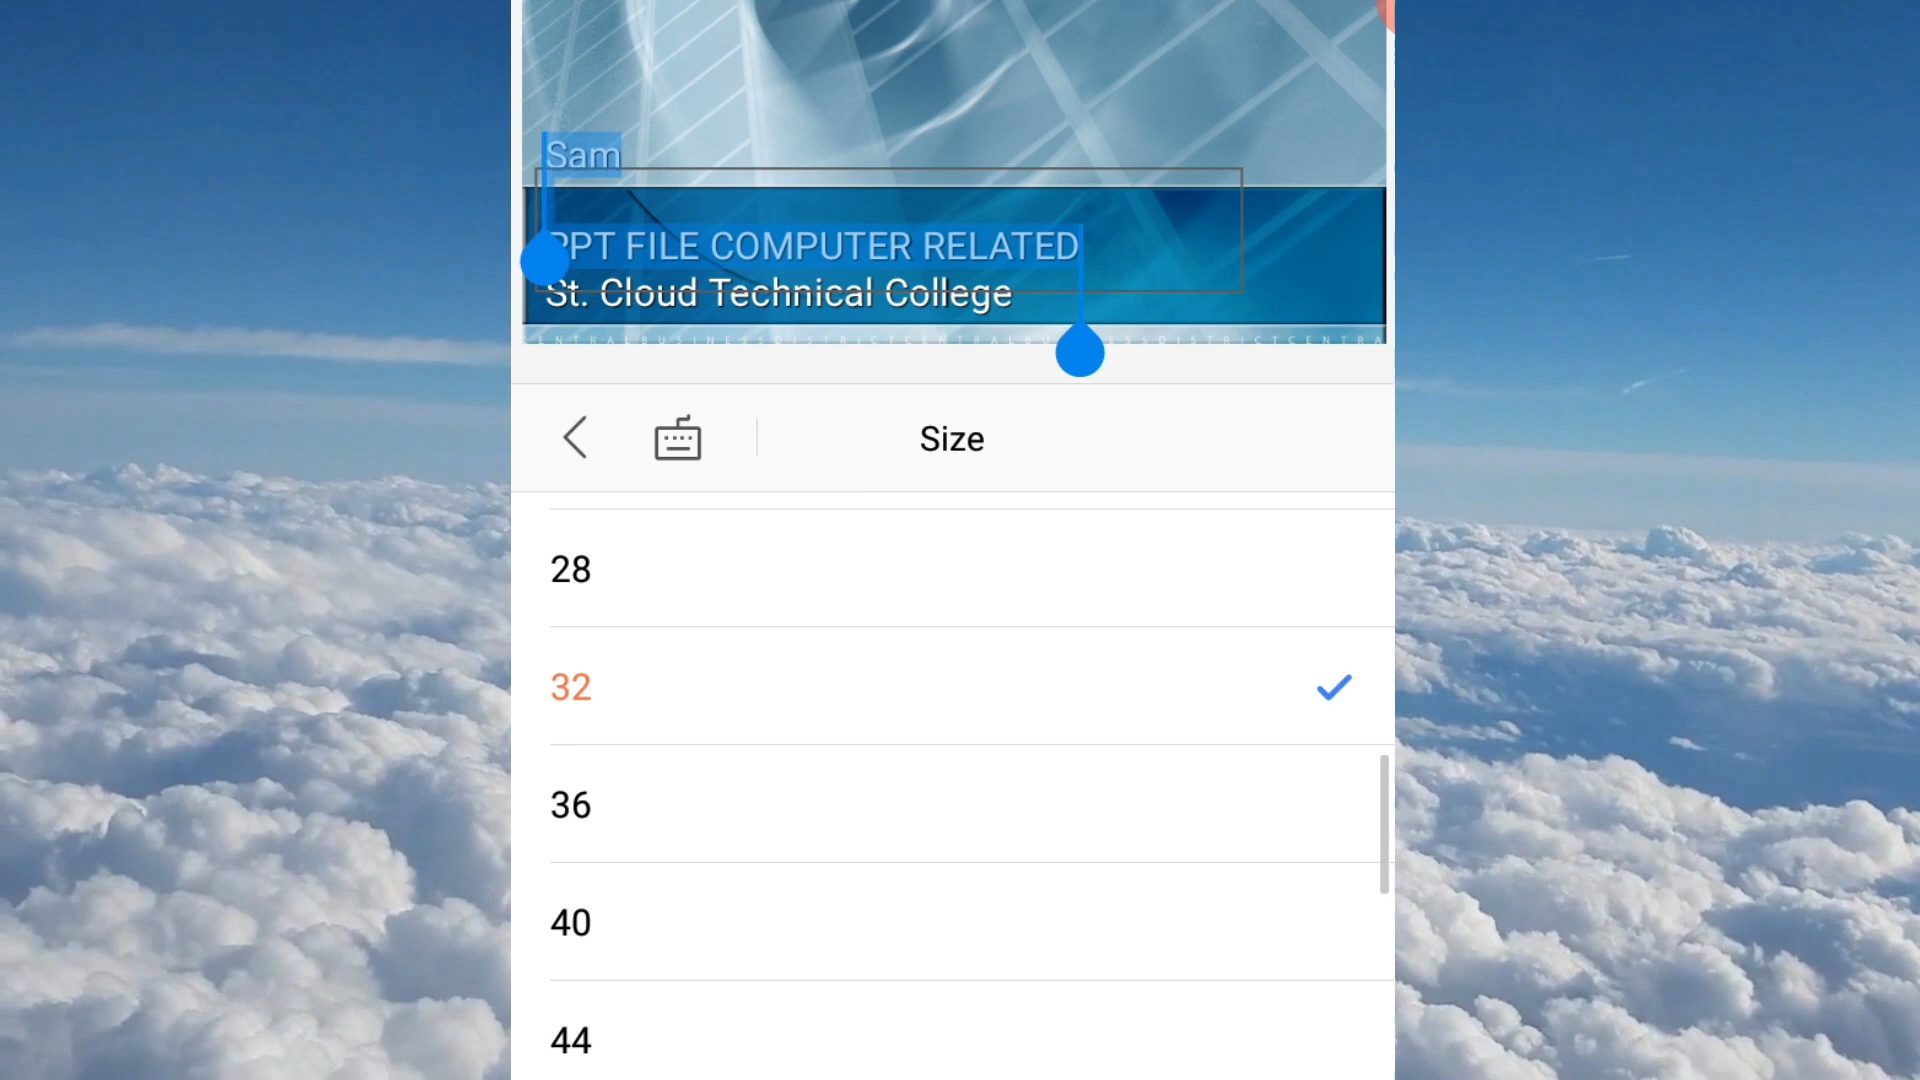 Sam
PPT FILE COMPUTER RELATED
St. Cloud Technical College
Size
28
32
36
40
44